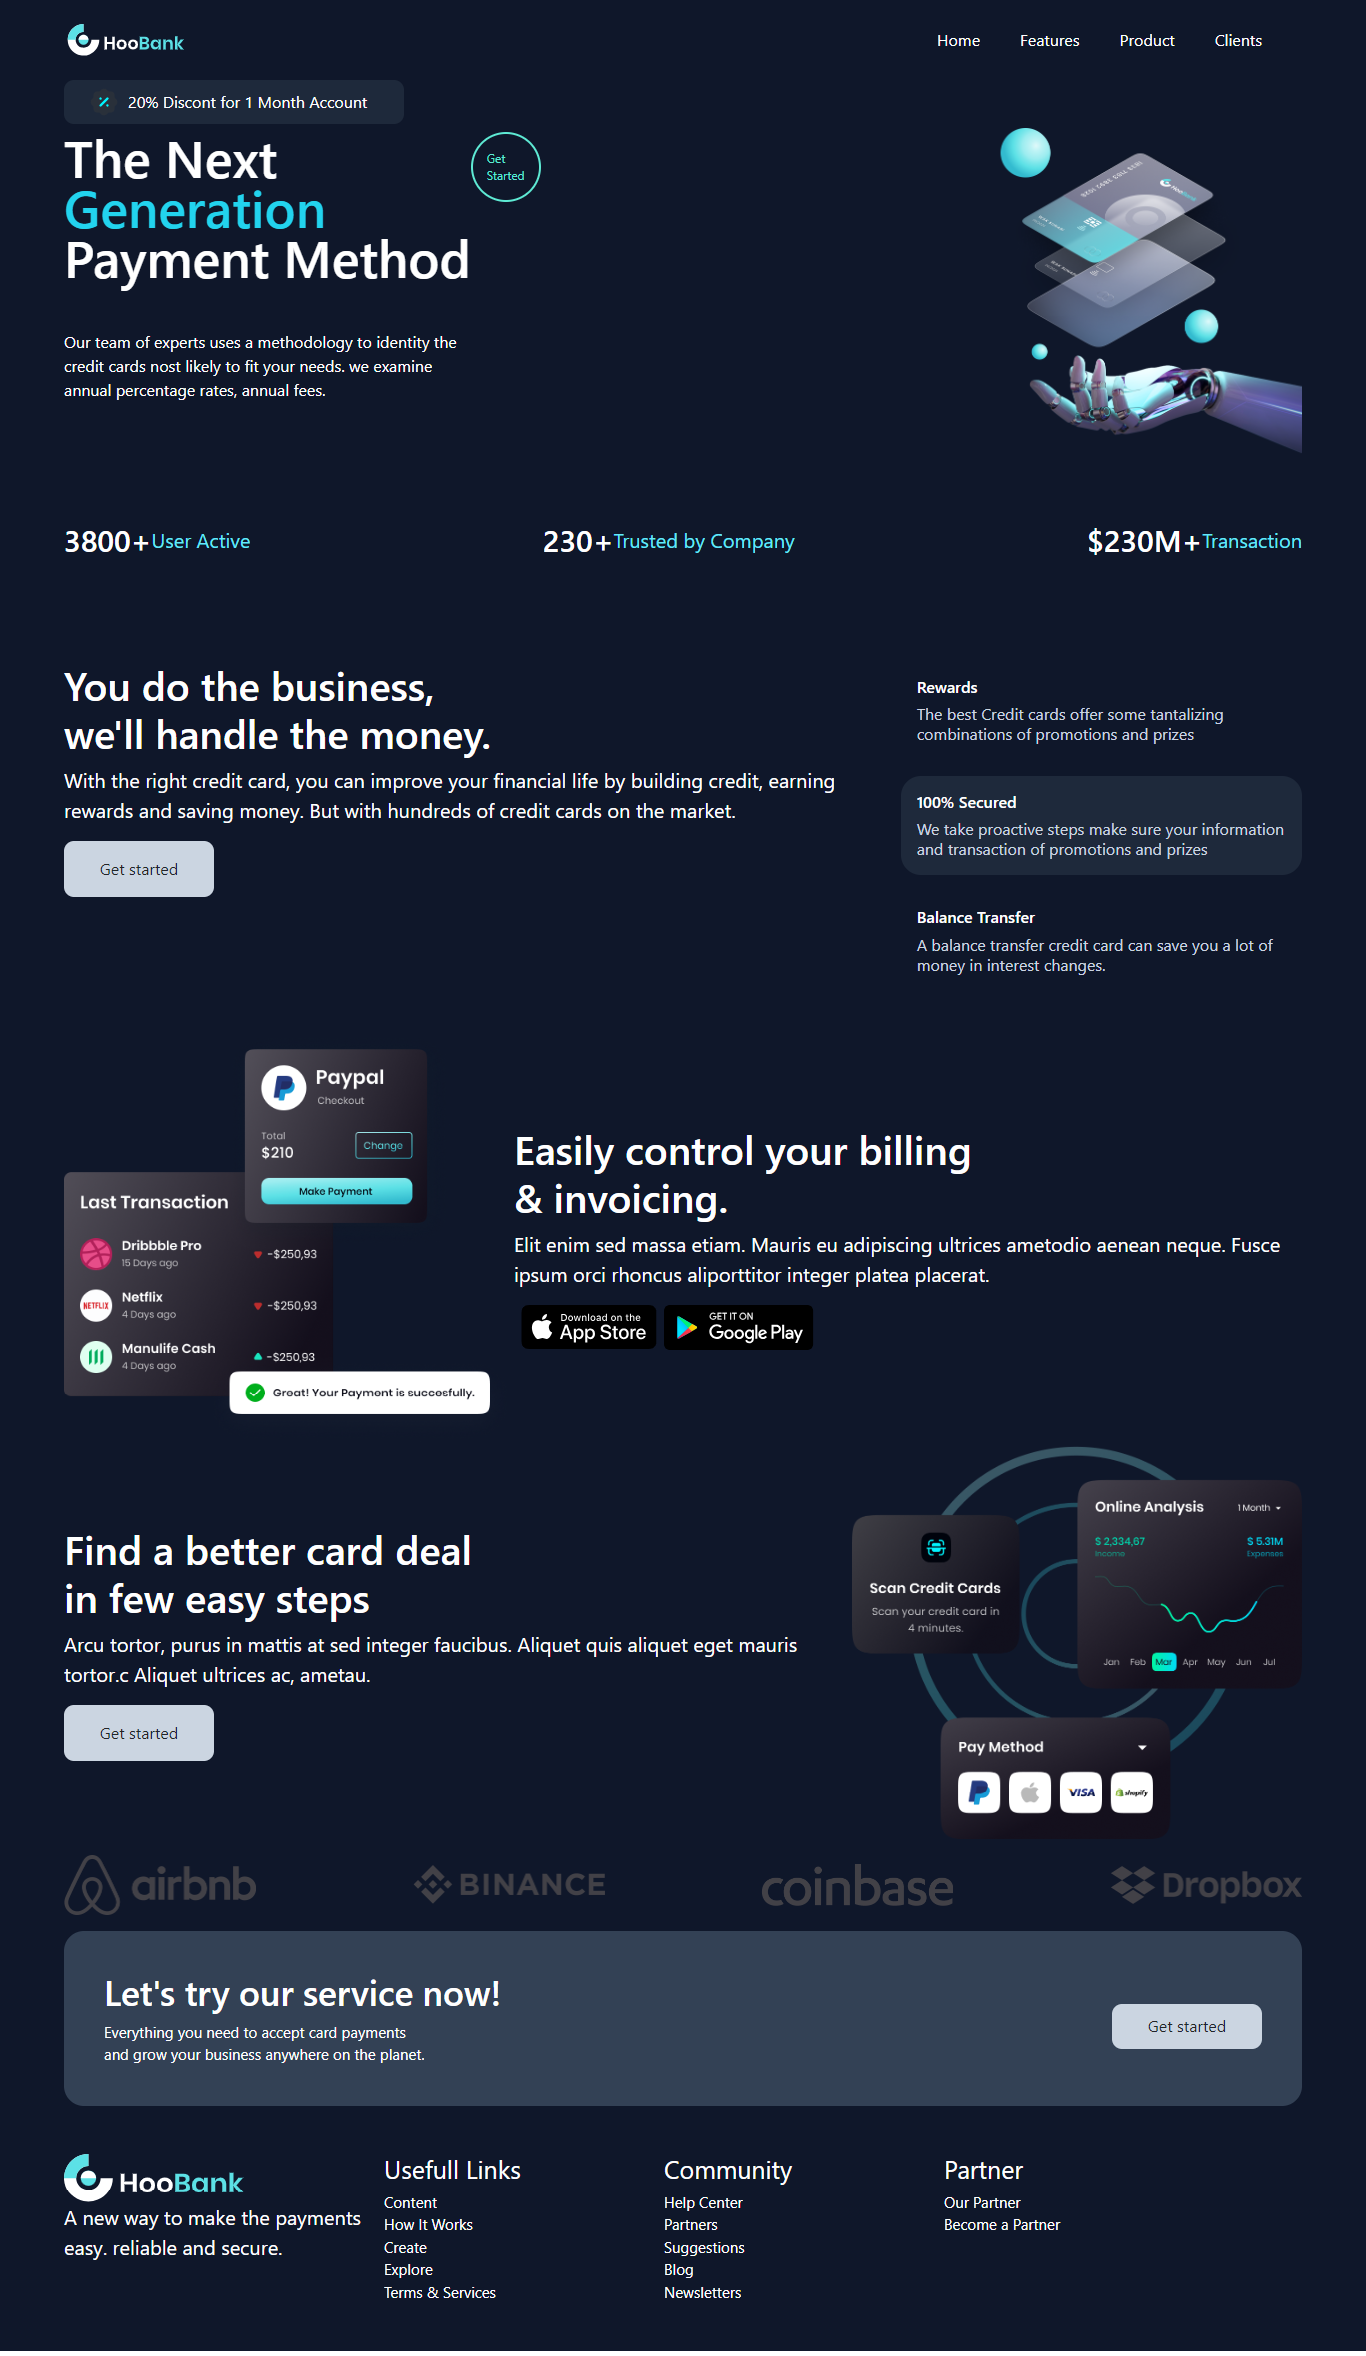 HooBank
Home Features Product Clients
20% Discont for 1 Month Account
The Next
Generation
Payment Method
Get
Started
Our team of experts uses a methodology to identity the
credit cards nost likely to fit your needs. we examine
annual percentage rates, annual fees.
HooBank
3800+ User Active
230+ Trusted by Company
$230M+ Transaction
You do the business,
we'll handle the money.
With the right credit card, you can improve your financial life by building credit, earning
rewards and saving money. But with hundreds of credit cards on the market.
Get started
Rewards
The best Credit cards offer some tantalizing
combinations of promotions and prizes
100% Secured
We take proactive steps make sure your information
and transaction of promotions and prizes
Balance Transfer
A balance transfer credit card can save you a lot of
money in interest changes.
Paypal
Checkout
Total
$210
Change
Make Payment
Last Transaction
Dribbble Pro
15 Days ago
-$250,93
Netflix
4 Days ago
-$250,93
NETFLIX
Manulife Cash
4 Days ago
-$250,93
Great! Your Payment is succesfully.
Easily control your billing
& invoicing.
Elit enim sed massa etiam. Mauris eu adipiscing ultrices ametodio aenean neque. Fusce
ipsum orci rhoncus aliporttitor integer platea placerat.
Download on the
App Store
GET IT ON
Google Play
Find a better card deal
in few easy steps
Arcu tortor, purus in mattis at sed integer faucibus. Aliquet quis aliquet eget mauris
tortor.c Aliquet ultrices ac, ametau.
Get started
Scan Credit Cards
Scan your credit card in
4 minutes.
Online Analysis
1 Month
$ 2,334,67
Income
$ 5.31M
Expenses
Jan Feb Mar Apr May Jun Jul
Pay Method
VISA
shopify
airbnb
BINANCE
coinbase
Dropbox
Let's try our service now!
Everything you need to accept card payments
and grow your business anywhere on the planet.
Get started
HooBank
A new way to make the payments
easy. reliable and secure.
Usefull Links
Content
How It Works
Create
Explore
Terms & Services
Community
Help Center
Partners
Suggestions
Blog
Newsletters
Partner
Our Partner
Become a Partner